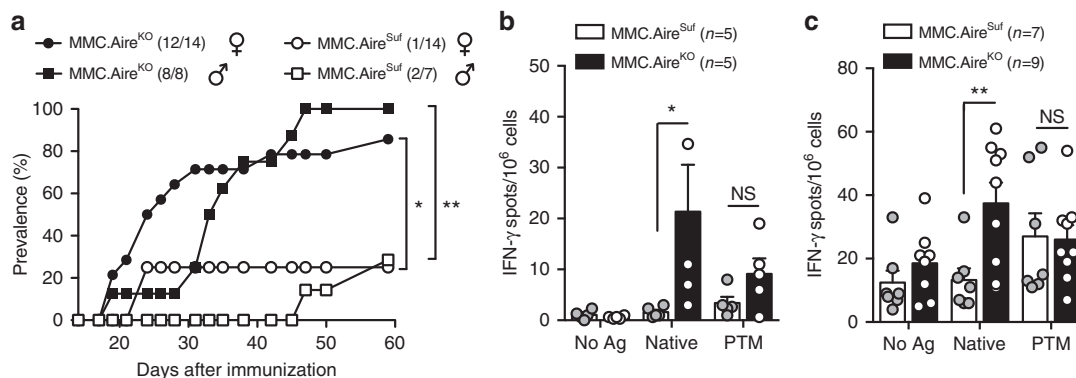 a
MMC.Aire^KO (12/14) ♀
MMC.Aire^KO (8/8) ♂
MMC.Aire^Suf (1/14) ♀
MMC.Aire^Suf (2/7) ♂
Prevalence (%)
100
80
60
40
20
0
20 30 40 50 60
Days after immunization
*
**
b
MMC.Aire^Suf (n=5)
MMC.Aire^KO (n=5)
IFN-γ spots/10^6 cells
50
40
30
20
10
0
*
NS
No Ag Native PTM
c
MMC.Aire^Suf (n=7)
MMC.Aire^KO (n=9)
IFN-γ spots/10^6 cells
80
60
40
20
0
**
NS
No Ag Native PTM